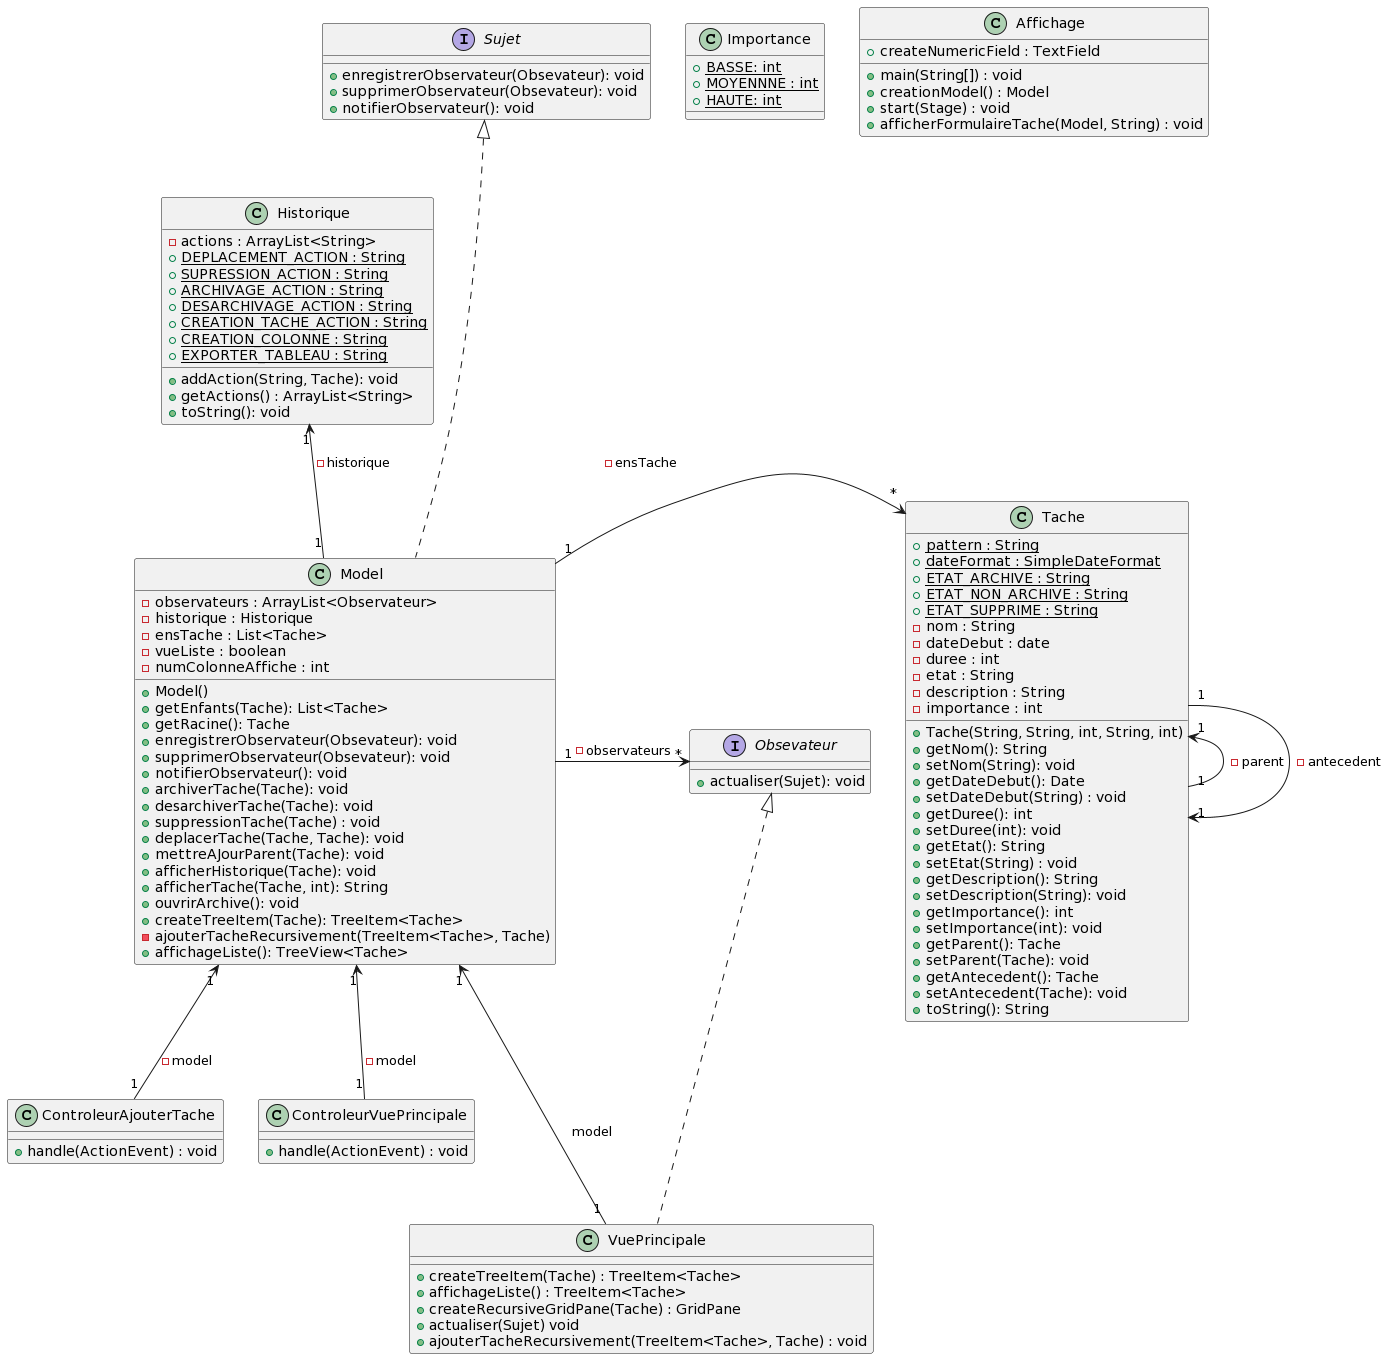 I Sujet
enregistrerObservateur(Obsevateur): void
supprimerObservateur(Obsevateur): void
notifierObservateur(): void
C Importance
BASSE: int
MOYENNNE : int
HAUTE: int
C Affichage
createNumericField : TextField
main(String[]) : void
creationModel() : Model
start(Stage) : void
afficherFormulaireTache(Model, String) : void
C Historique
actions : ArrayList<String>
DEPLACEMENT_ACTION : String
SUPRESSION_ACTION : String
ARCHIVAGE_ACTION : String
DESARCHIVAGE_ACTION : String
CREATION_TACHE_ACTION : String
CREATION_COLONNE : String
EXPORTER_TABLEAU : String
addAction(String, Tache): void
getActions() : ArrayList<String>
toString(): void
1
historique
1
ensTache
*
1
C Model
observateurs : ArrayList<Observateur>
historique : Historique
ensTache : List<Tache>
vueListe : boolean
numColonneAffiche : int
Model()
getEnfants(Tache): List<Tache>
getRacine(): Tache
enregistrerObservateur(Obsevateur): void
supprimerObservateur(Obsevateur): void
notifierObservateur(): void
archiverTache(Tache): void
desarchiverTache(Tache): void
suppressionTache(Tache) : void
deplacerTache(Tache, Tache): void
mettreAJourParent(Tache): void
afficherHistorique(Tache): void
afficherTache(Tache, int): String
ouvrirArchive(): void
createTreeItem(Tache): TreeItem<Tache>
ajouterTacheRecursivement(TreeItem<Tache>, Tache)
affichageListe(): TreeView<Tache>
1
observateurs
*
I Obsevateur
actualiser(Sujet): void
C Tache
pattern : String
dateFormat : SimpleDateFormat
ETAT_ARCHIVE : String
ETAT_NON_ARCHIVE : String
ETAT_SUPPRIME : String
nom : String
dateDebut : date
duree : int
etat : String
description : String
importance : int
Tache(String, String, int, String, int)
getNom(): String
setNom(String): void
getDateDebut(): Date
setDateDebut(String) : void
getDuree(): int
setDuree(int): void
getEtat(): String
setEtat(String) : void
getDescription(): String
setDescription(String): void
getImportance(): int
setImportance(int): void
getParent(): Tache
setParent(Tache): void
getAntecedent(): Tache
setAntecedent(Tache): void
toString(): String
1
1
parent
antecedent
1
1
1
1
1
model
model
model
1
1
1
C ControleurAjouterTache
handle(ActionEvent) : void
C ControleurVuePrincipale
handle(ActionEvent) : void
C VuePrincipale
createTreeItem(Tache) : TreeItem<Tache>
affichageListe() : TreeItem<Tache>
createRecursiveGridPane(Tache) : GridPane
actualiser(Sujet) void
ajouterTacheRecursivement(TreeItem<Tache>, Tache) : void